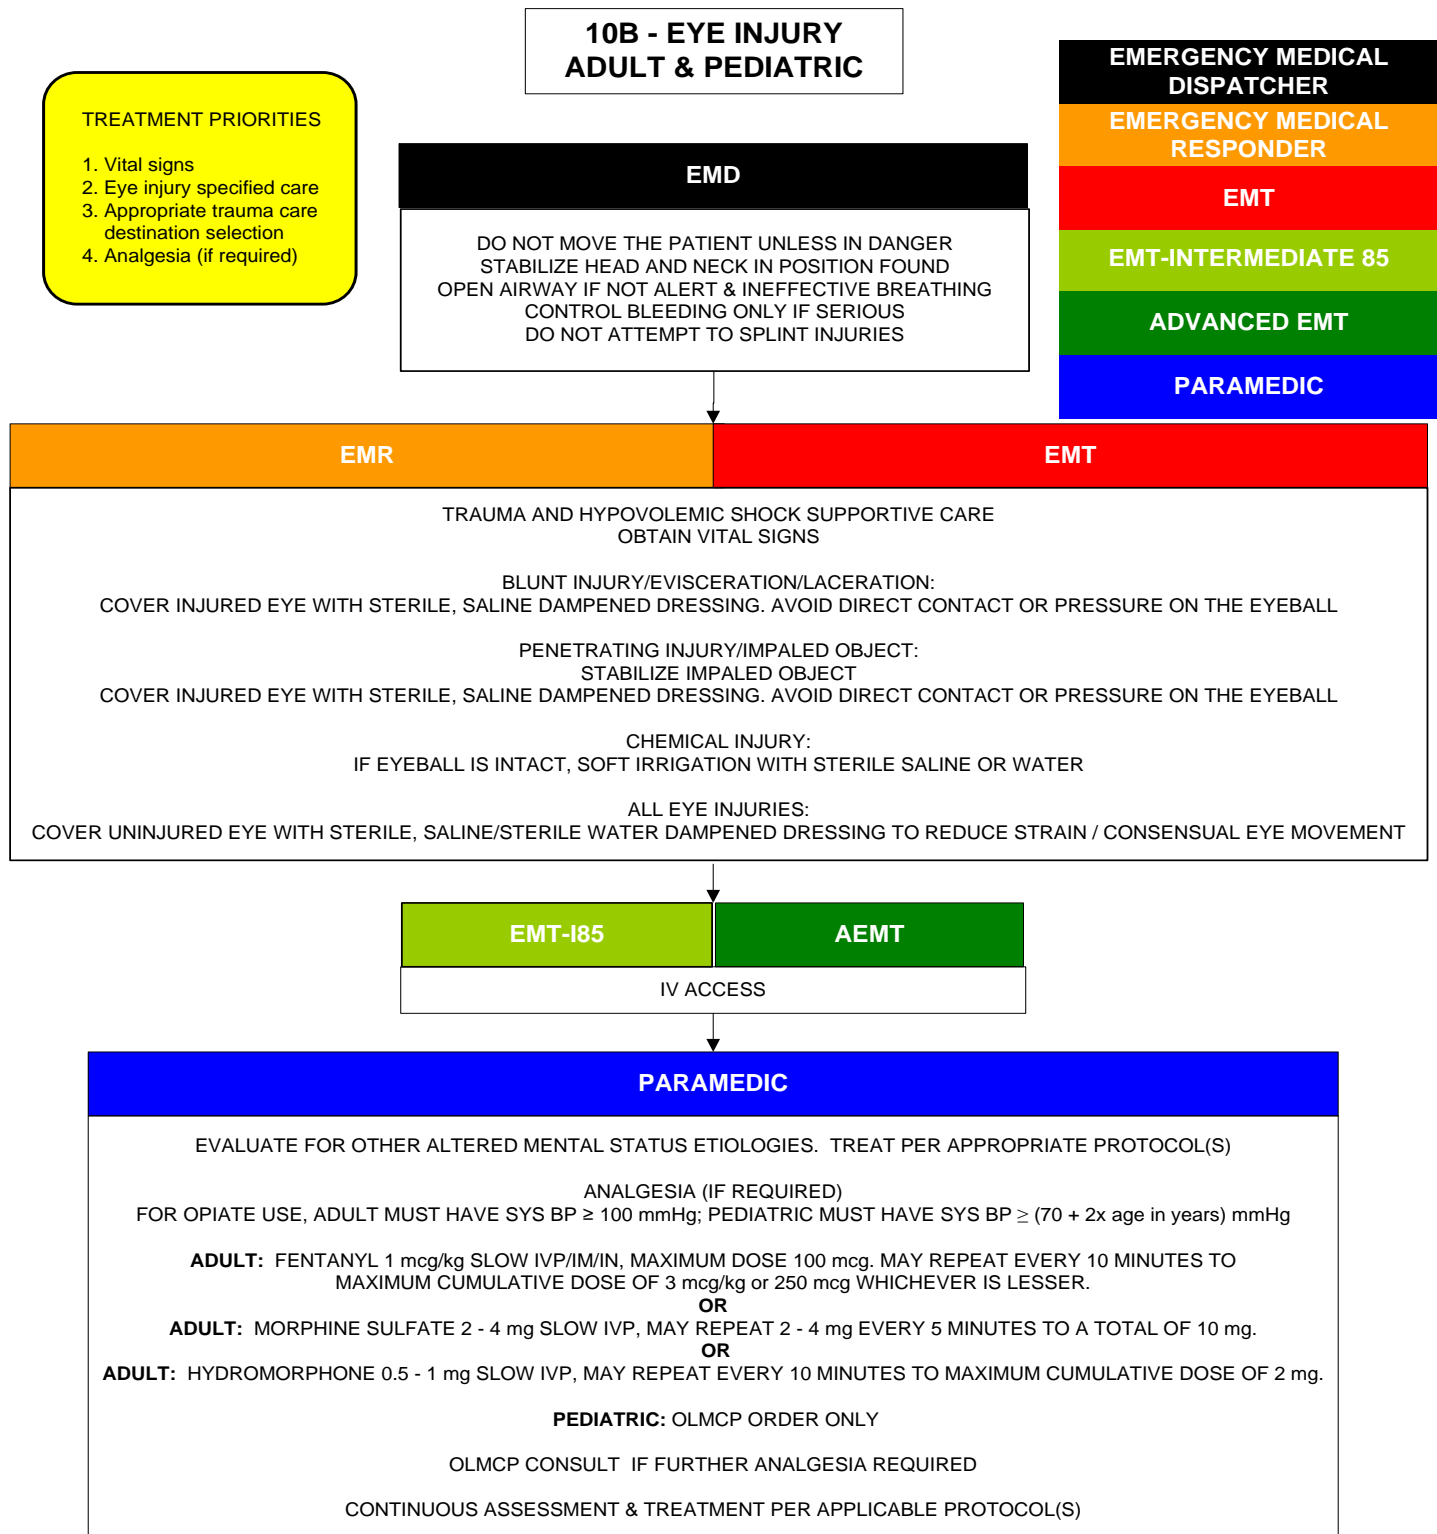 10B - EYE INJURY
ADULT & PEDIATRIC
TREATMENT PRIORITIES
1. Vital signs
2. Eye injury specified care
3. Appropriate trauma care
destination selection
4. Analgesia (if required)
EMERGENCY MEDICAL
DISPATCHER
EMERGENCY MEDICAL
RESPONDER
EMT
EMT-INTERMEDIATE 85
ADVANCED EMT
PARAMEDIC
EMD
DO NOT MOVE THE PATIENT UNLESS IN DANGER
STABILIZE HEAD AND NECK IN POSITION FOUND
OPEN AIRWAY IF NOT ALERT & INEFFECTIVE BREATHING
CONTROL BLEEDING ONLY IF SERIOUS
DO NOT ATTEMPT TO SPLINT INJURIES
EMR
EMT
TRAUMA AND HYPOVOLEMIC SHOCK SUPPORTIVE CARE
OBTAIN VITAL SIGNS
BLUNT INJURY/EVISCERATION/LACERATION:
COVER INJURED EYE WITH STERILE, SALINE DAMPENED DRESSING. AVOID DIRECT CONTACT OR PRESSURE ON THE EYEBALL
PENETRATING INJURY/IMPALED OBJECT:
STABILIZE IMPALED OBJECT
COVER INJURED EYE WITH STERILE, SALINE DAMPENED DRESSING. AVOID DIRECT CONTACT OR PRESSURE ON THE EYEBALL
CHEMICAL INJURY:
IF EYEBALL IS INTACT, SOFT IRRIGATION WITH STERILE SALINE OR WATER
ALL EYE INJURIES:
COVER UNINJURED EYE WITH STERILE, SALINE/STERILE WATER DAMPENED DRESSING TO REDUCE STRAIN / CONSENSUAL EYE MOVEMENT
EMT-I85
AEMT
IV ACCESS
PARAMEDIC
EVALUATE FOR OTHER ALTERED MENTAL STATUS ETIOLOGIES.  TREAT PER APPROPRIATE PROTOCOL(S)
ANALGESIA (IF REQUIRED)
FOR OPIATE USE, ADULT MUST HAVE SYS BP ≥ 100 mmHg; PEDIATRIC MUST HAVE SYS BP ≥ (70 + 2x age in years) mmHg
ADULT:  FENTANYL 1 mcg/kg SLOW IVP/IM/IN, MAXIMUM DOSE 100 mcg. MAY REPEAT EVERY 10 MINUTES TO
MAXIMUM CUMULATIVE DOSE OF 3 mcg/kg or 250 mcg WHICHEVER IS LESSER.
OR
ADULT:  MORPHINE SULFATE 2 - 4 mg SLOW IVP, MAY REPEAT 2 - 4 mg EVERY 5 MINUTES TO A TOTAL OF 10 mg.
OR
ADULT:  HYDROMORPHONE 0.5 - 1 mg SLOW IVP, MAY REPEAT EVERY 10 MINUTES TO MAXIMUM CUMULATIVE DOSE OF 2 mg.
PEDIATRIC: OLMCP ORDER ONLY
OLMCP CONSULT  IF FURTHER ANALGESIA REQUIRED
CONTINUOUS ASSESSMENT & TREATMENT PER APPLICABLE PROTOCOL(S)